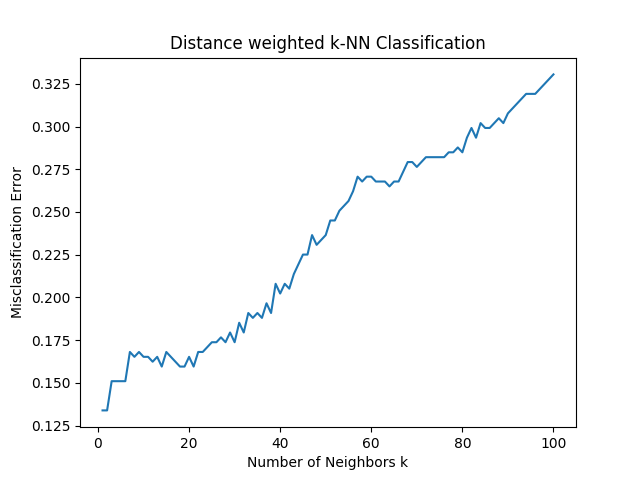 Distance weighted k-NN Classification
Misclassification Error
0.325
0.300
0.275
0.250
0.225
0.200
0.175
0.150
0.125
0 20 40 60 80 100
Number of Neighbors k